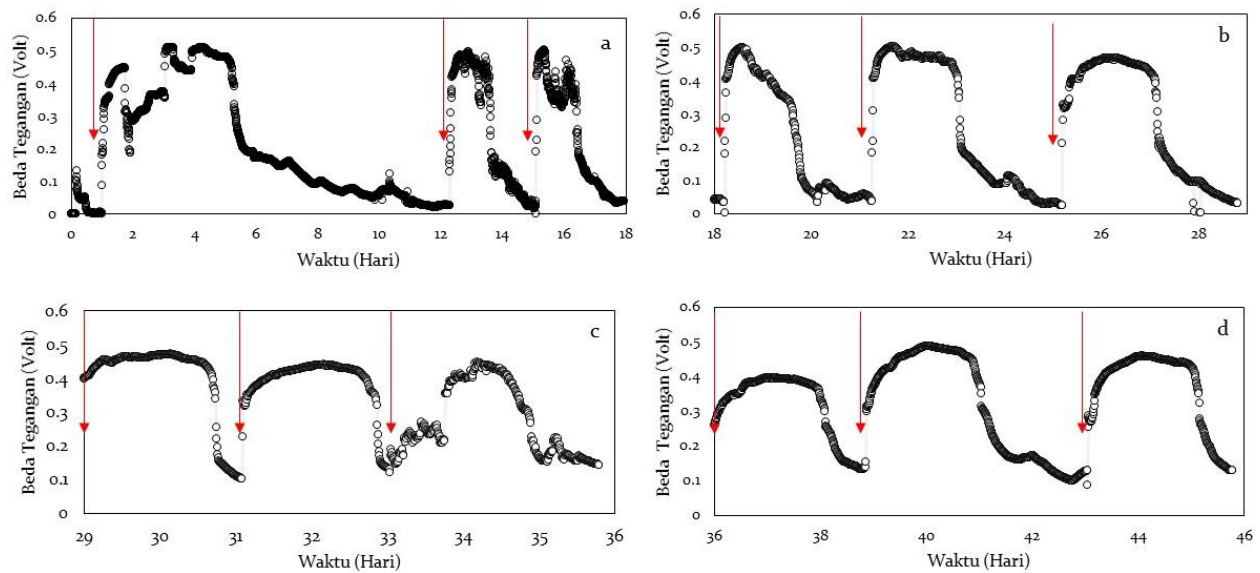 a
Beda Tegangan (Volt)
0.6
0.5
0.4
0.3
0.2
0.1
0
0 2 4 6 8 10 12 14 16 18
Waktu (Hari)
b
Beda Tegangan (Volt)
0.6
0.5
0.4
0.3
0.2
0.1
0
18 20 22 24 26 28
Waktu (Hari)
c
Beda Tegangan (Volt)
0.6
0.5
0.4
0.3
0.2
0.1
0
29 30 31 32 33 34 35 36
Waktu (Hari)
d
Beda Tegangan (Volt)
0.6
0.5
0.4
0.3
0.2
0.1
0
36 38 40 42 44 46
Waktu (Hari)